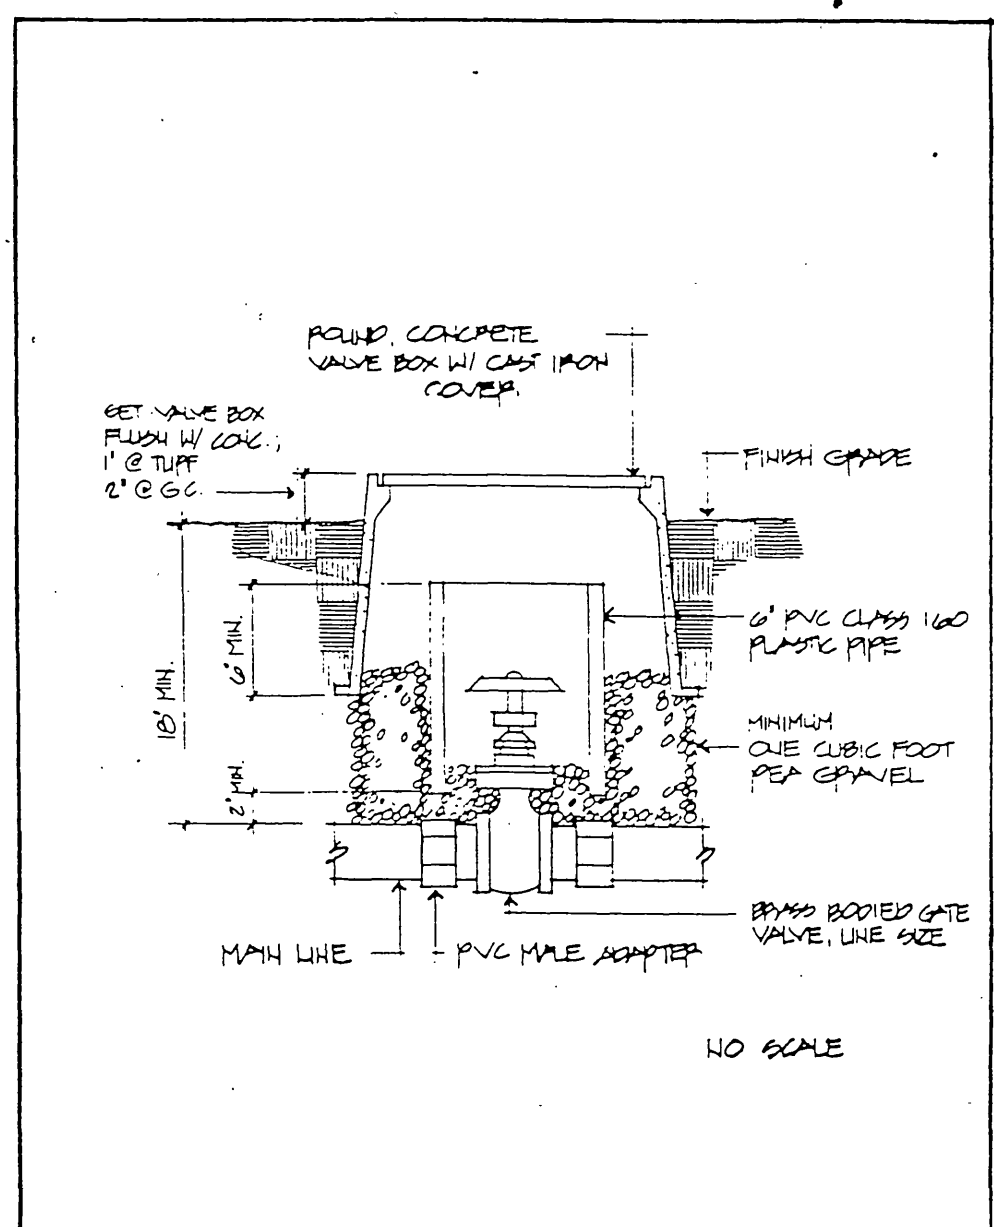 ROUND, CONCRETE
VALVE BOX W/ CAST IRON
COVER.
SET VALVE BOX
FLUSH W/ CONC.;
1" @ TURF
2" @ G.C.
FINISH GRADE
6" PVC CLASS 160
PLASTIC PIPE
6" MIN.
18" MIN.
2" MIN.
MINIMUM
ONE CUBIC FOOT
PEA GRAVEL
BRASS BODIED GATE
VALVE, LINE SIZE
MAIN LINE
PVC MALE ADAPTER
NO SCALE